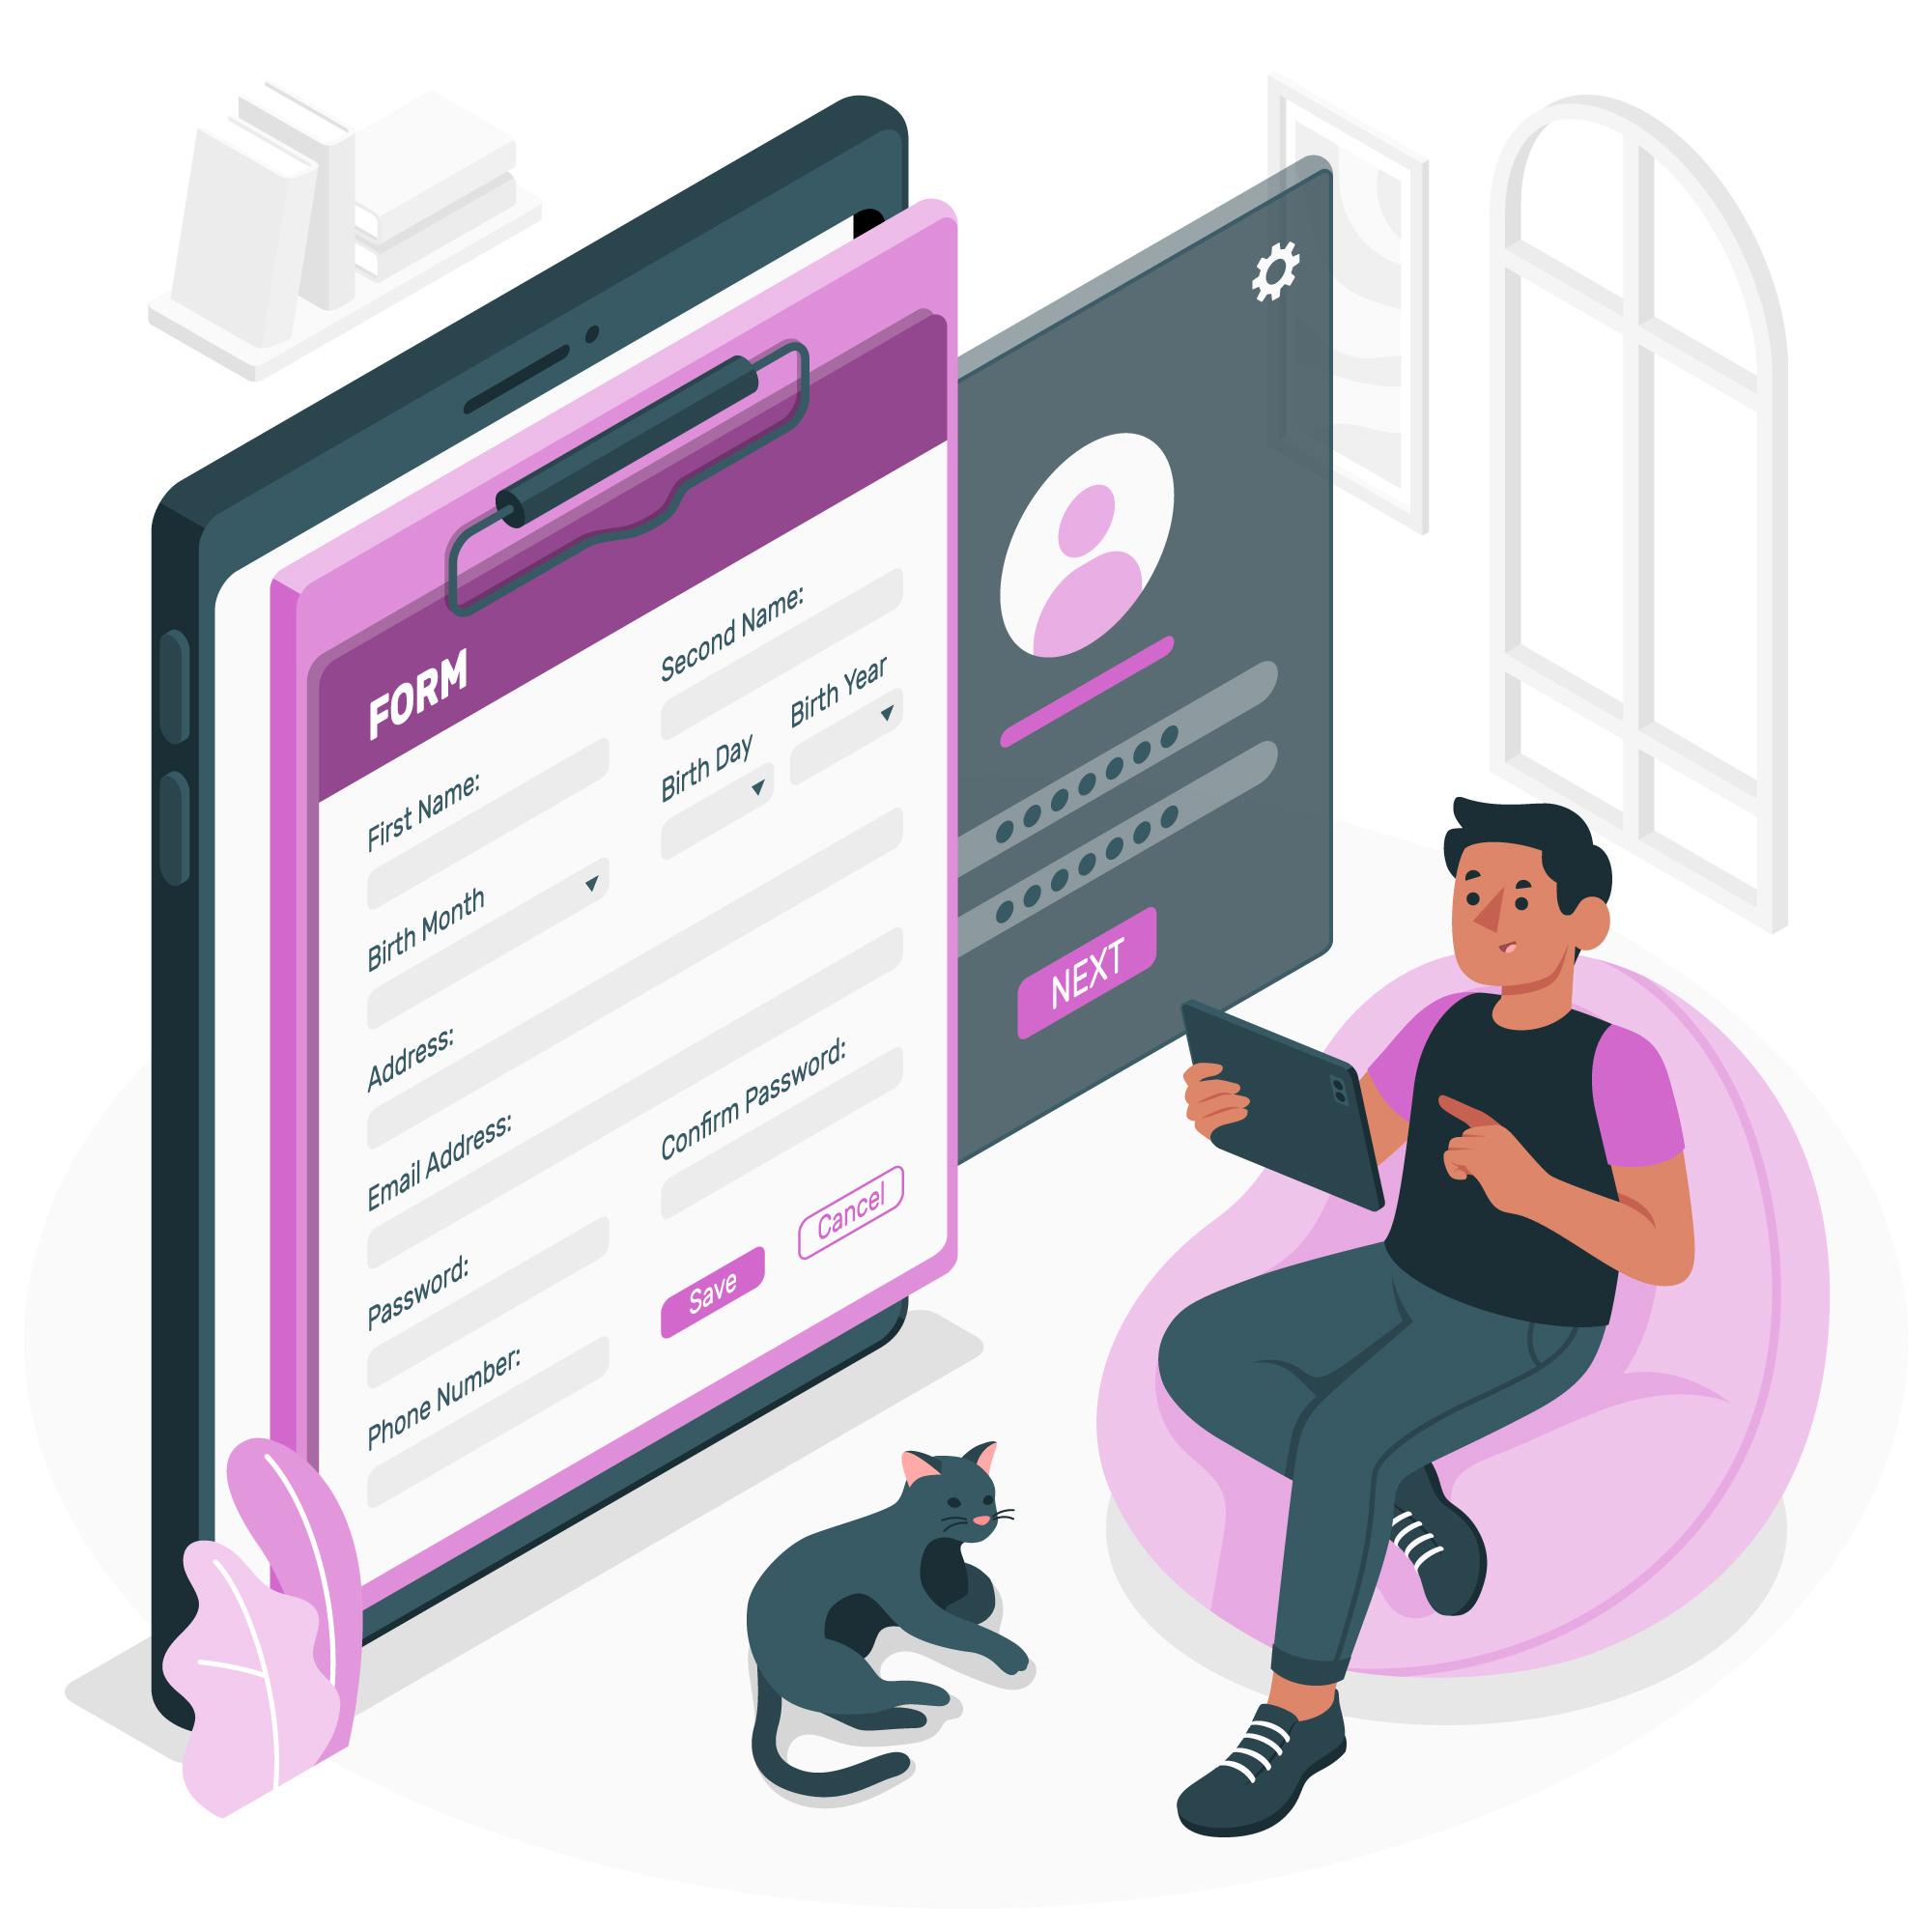 FORM
First Name:
Second Name:
Birth Month
Birth Day
Birth Year
Address:
Email Address:
Password:
Confirm Password:
Phone Number:
Save
Cancel
NEXT